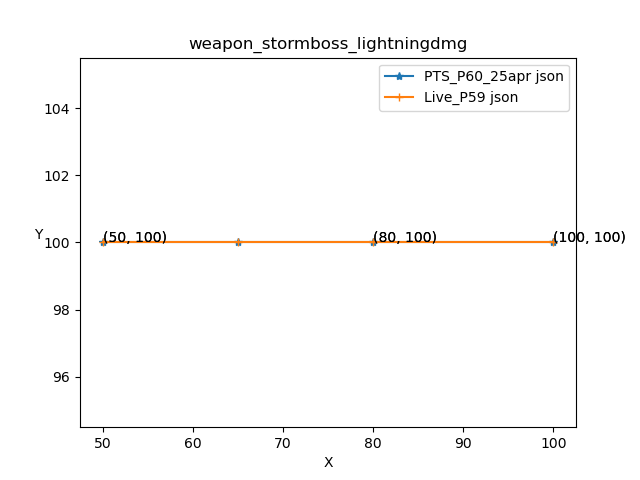 weapon_stormboss_lightningdmg
PTS_P60_25apr json
Live_P59 json
104
102
Y
100
(50, 100)
(80, 100)
(100, 100)
98
96
50
60
70
80
90
100
X